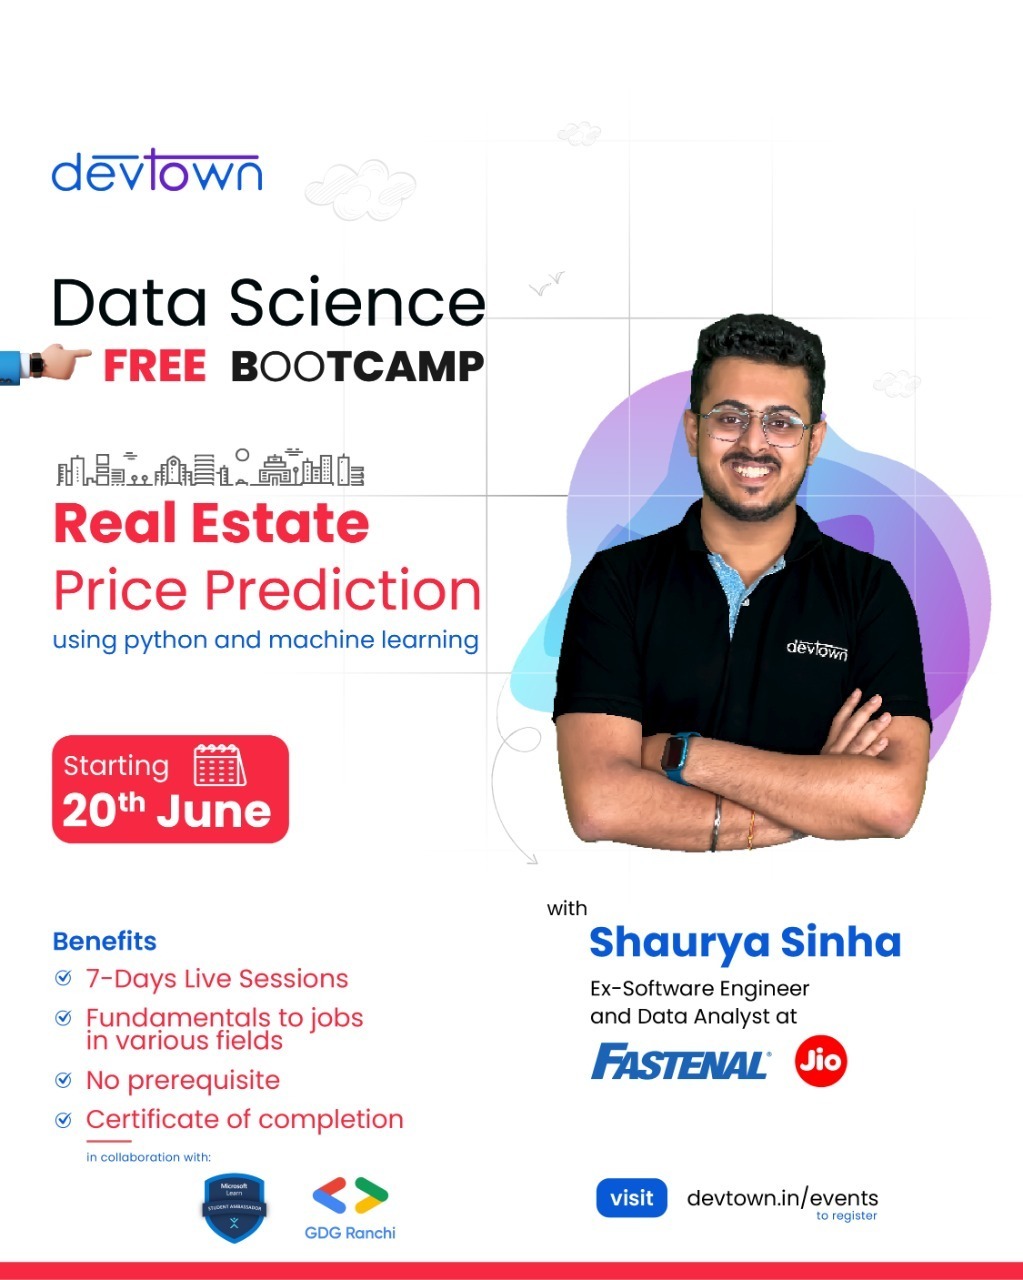 devtown
Data Science
FREE BOOTCAMP
Real Estate
Price Prediction
using python and machine learning
devtown
Starting
20th June
with
Shaurya Sinha
Ex-Software Engineer
and Data Analyst at
FASTENAL®
Jio
Benefits
7-Days Live Sessions
Fundamentals to jobs
in various fields
No prerequisite
Certificate of completion
in collaboration with:
Microsoft
Learn
STUDENT AMBASSADOR
GDG Ranchi
visit devtown.in/events
to register